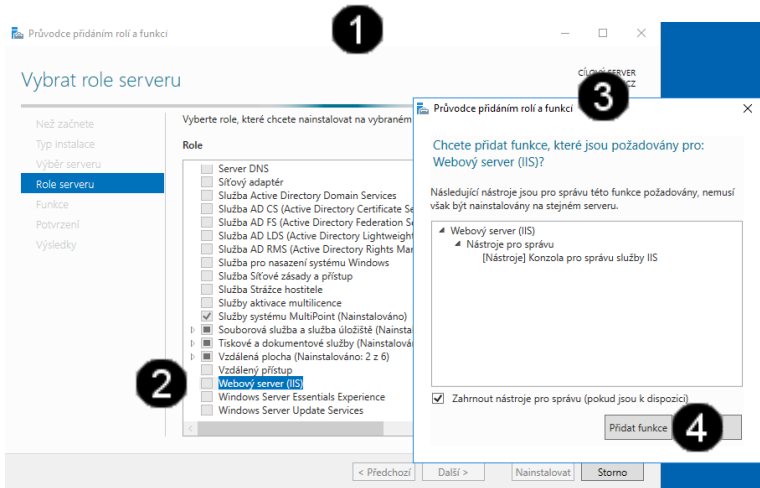 1
Průvodce přidáním rolí a funkcí
Vybrat role serveru
CÍLOVÝ SERVER
CZ
Než začnete
Typ instalace
Výběr serveru
Role serveru
Funkce
Potvrzení
Výsledky
Vyberte role, které chcete nainstalovat na vybraném
Role
Server DNS
Síťový adaptér
Služba Active Directory Domain Services
Služba AD CS (Active Directory Certificate Se
Služba AD FS (Active Directory Federation S
Služba AD LDS (Active Directory Lightweight
Služba AD RMS (Active Directory Rights Mar
Služba pro nasazení systému Windows
Služba Síťové zásady a přístup
Služba Strážce hostitele
Služby aktivace multilicence
Služby systému MultiPoint (Nainstalováno)
Souborová služba a služba úložiště (Nainsta
Tiskové a dokumentové služby (Nainstalová
Vzdálená plocha (Nainstalováno: 2 z 6)
Vzdálený přístup
2
Webový server (IIS)
Windows Server Essentials Experience
Windows Server Update Services
< Předchozí
Další >
Nainstalovat
Storno
3
Průvodce přidáním rolí a funkcí
Chcete přidat funkce, které jsou požadovány pro:
Webový server (IIS)?
Následující nástroje jsou pro správu této funkce požadovány, nemusí
však být nainstalovány na stejném serveru.
Webový server (IIS)
Nástroje pro správu
[Nástroje] Konzola pro správu služby IIS
Zahrnout nástroje pro správu (pokud jsou k dispozici)
Přidat funkce
4